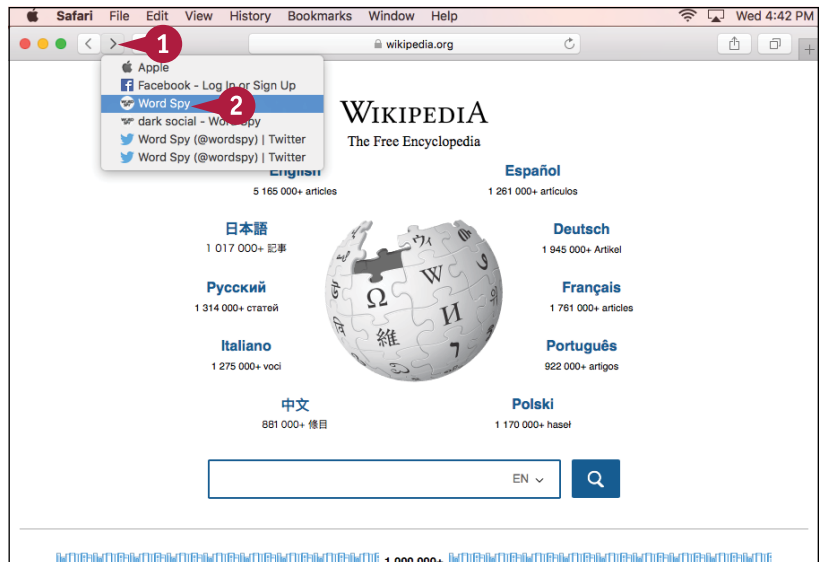 Safari File Edit View History Bookmarks Window Help Wed 4:42 PM
wikipedia.org
1
Apple
Facebook - Log In or Sign Up
Word Spy
2
dark social - Word Spy
Word Spy (@wordspy) | Twitter
Word Spy (@wordspy) | Twitter
WIKIPEDIA
The Free Encyclopedia
English Español
5 165 000+ articles 1 261 000+ artículos
日本語 Deutsch
1 017 000+ 記事 1 945 000+ Artikel
Русский Français
1 314 000+ статей 1 761 000+ articles
Italiano Português
1 275 000+ voci 922 000+ artigos
中文 Polski
881 000+ 條目 1 170 000+ haseł
Ω W И 維 7 ウィ
EN
1 000 000+